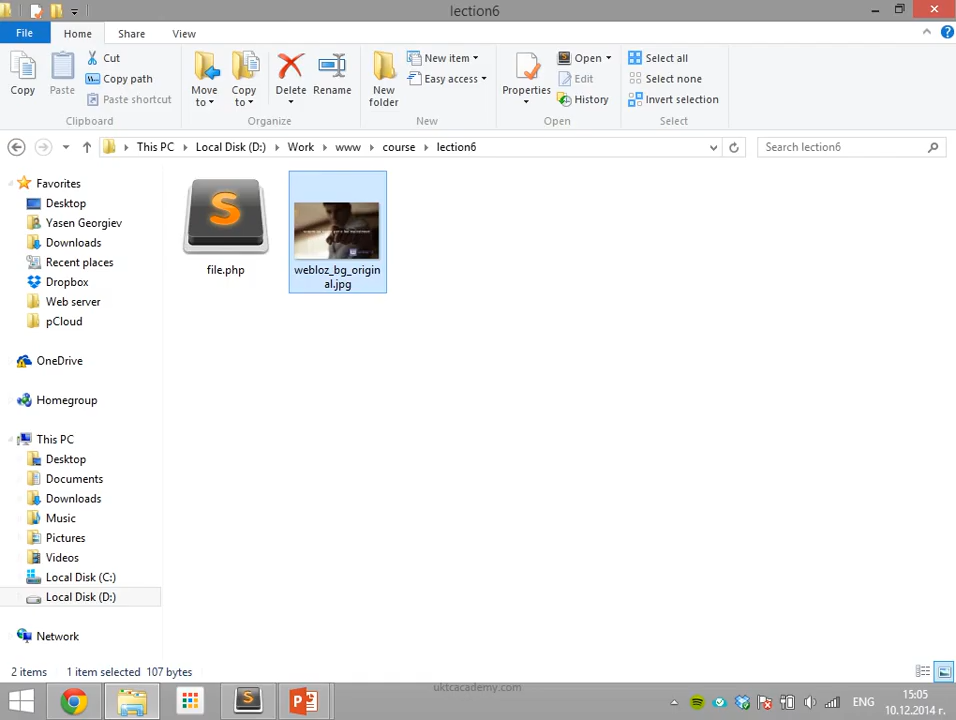 lection6
File
Home
Share
View
Copy
Paste
Cut
Copy path
Paste shortcut
Clipboard
Move to
Copy to
Delete
Rename
Organize
New folder
New item
Easy access
New
Properties
Open
Edit
History
Open
Select all
Select none
Invert selection
Select
This PC
Local Disk (D:)
Work
www
course
lection6
Search lection6
Favorites
Desktop
Yasen Georgiev
Downloads
Recent places
Dropbox
Web server
pCloud
OneDrive
Homegroup
This PC
Desktop
Documents
Downloads
Music
Pictures
Videos
Local Disk (C:)
Local Disk (D:)
Network
file.php
webloz_bg_origin
al.jpg
2 items
1 item selected 107 bytes
uktcacademy.com
ENG
15:05
10.12.2014 г.